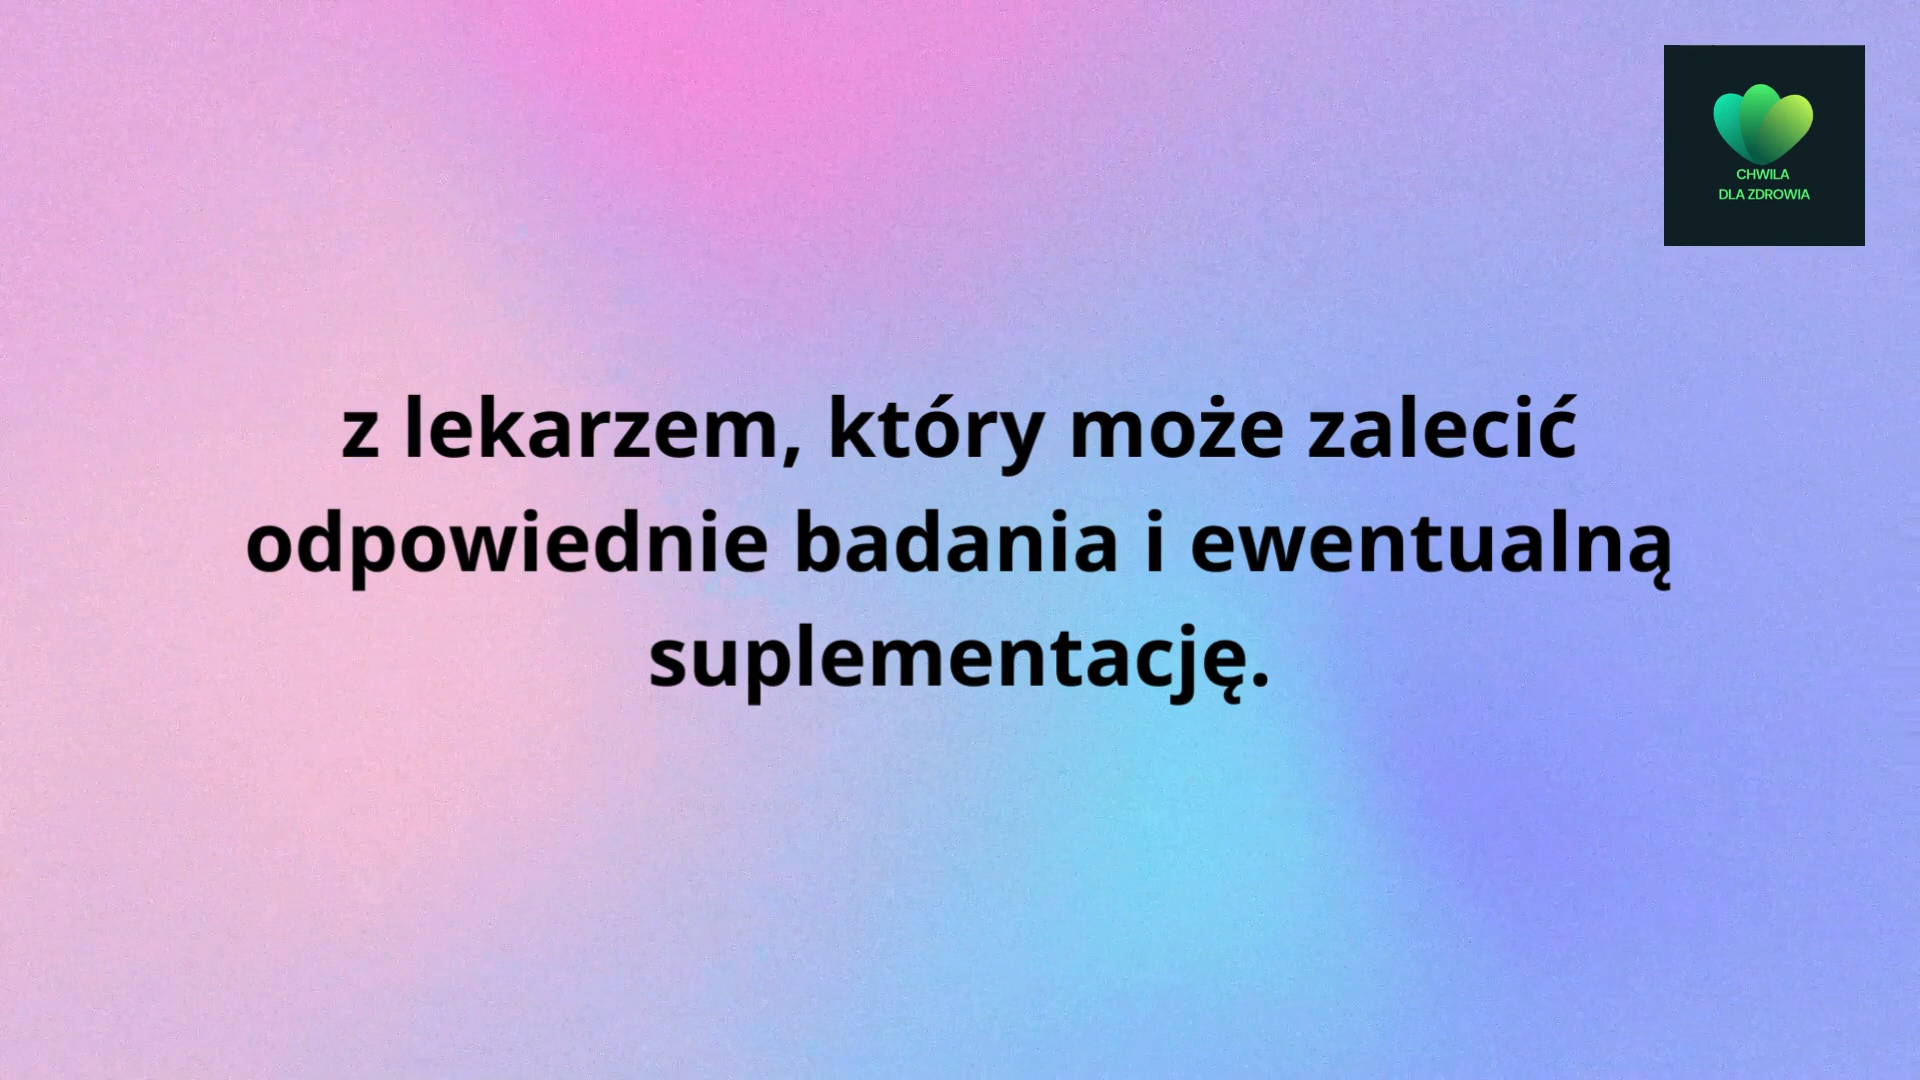 CHWILA
DLA ZDROWIA
z lekarzem, który może zalecić
odpowiednie badania i ewentualną
suplementację.